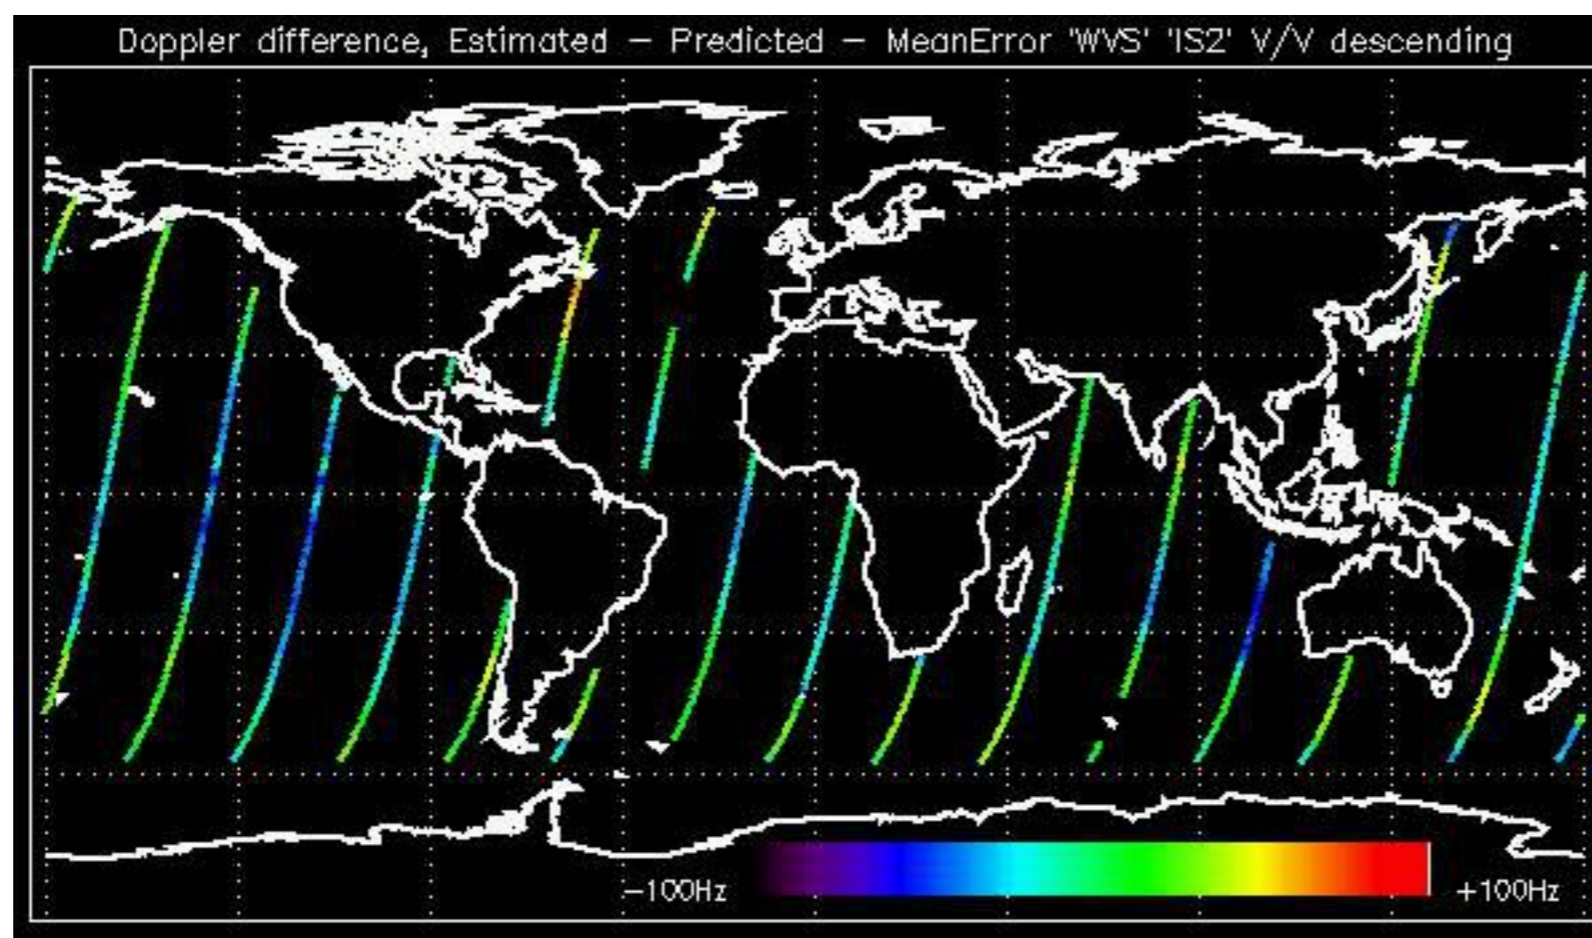 Doppler difference, Estimated – Predicted – MeanError 'WVS' 'IS2' V/V descending
–100Hz
+100Hz